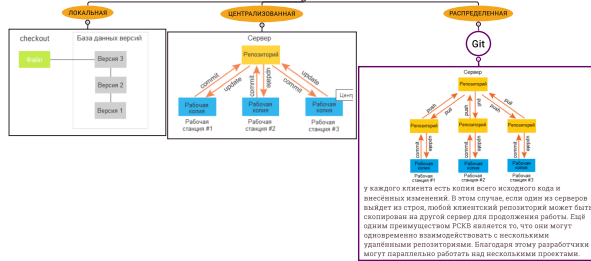 ЛОКАЛЬНАЯ
ЦЕНТРАЛИЗОВАННАЯ
РАСПРЕДЕЛЕННАЯ
checkout
База данных версий
Файл
Версия 3
Версия 2
Версия 1
Сервер
Репозиторий
commit
update
commit
update
update
commit
Рабочая копия
Рабочая копия
Рабочая копия
Центр
Рабочая станция #1
Рабочая станция #2
Рабочая станция #3
Git
Сервер
Репозиторий
push
pull
push
pull
pull
push
Репозиторий
Репозиторий
Репозиторий
commit
update
commit
update
commit
update
Рабочая копия
Рабочая копия
Рабочая копия
Рабочая станция #1
Рабочая станция #2
Рабочая станция #3
у каждого клиента есть копия всего исходного кода и
внесённых изменений. В этом случае, если один из серверов
выйдет из строя, любой клиентский репозиторий может быть
скопирован на другой сервер для продолжения работы. Ещё
одним преимуществом РСКВ является то, что они могут
одновременно взаимодействовать с несколькими
удалёнными репозиториями. Благодаря этому разработчики
могут параллельно работать над несколькими проектами.